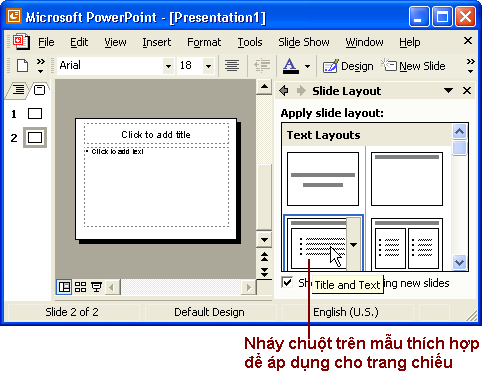 Microsoft PowerPoint - [Presentation1]
File Edit View Insert Format Tools Slide Show Window Help
Arial 18 A Design New Slide
Slide Layout
Apply slide layout:
Text Layouts
1
2
Click to add title
• Click to add text
Title and Text
ng new slides
Slide 2 of 2 Default Design English (U.S.)
Nháy chuột trên mẫu thích hợp
để áp dụng cho trang chiếu